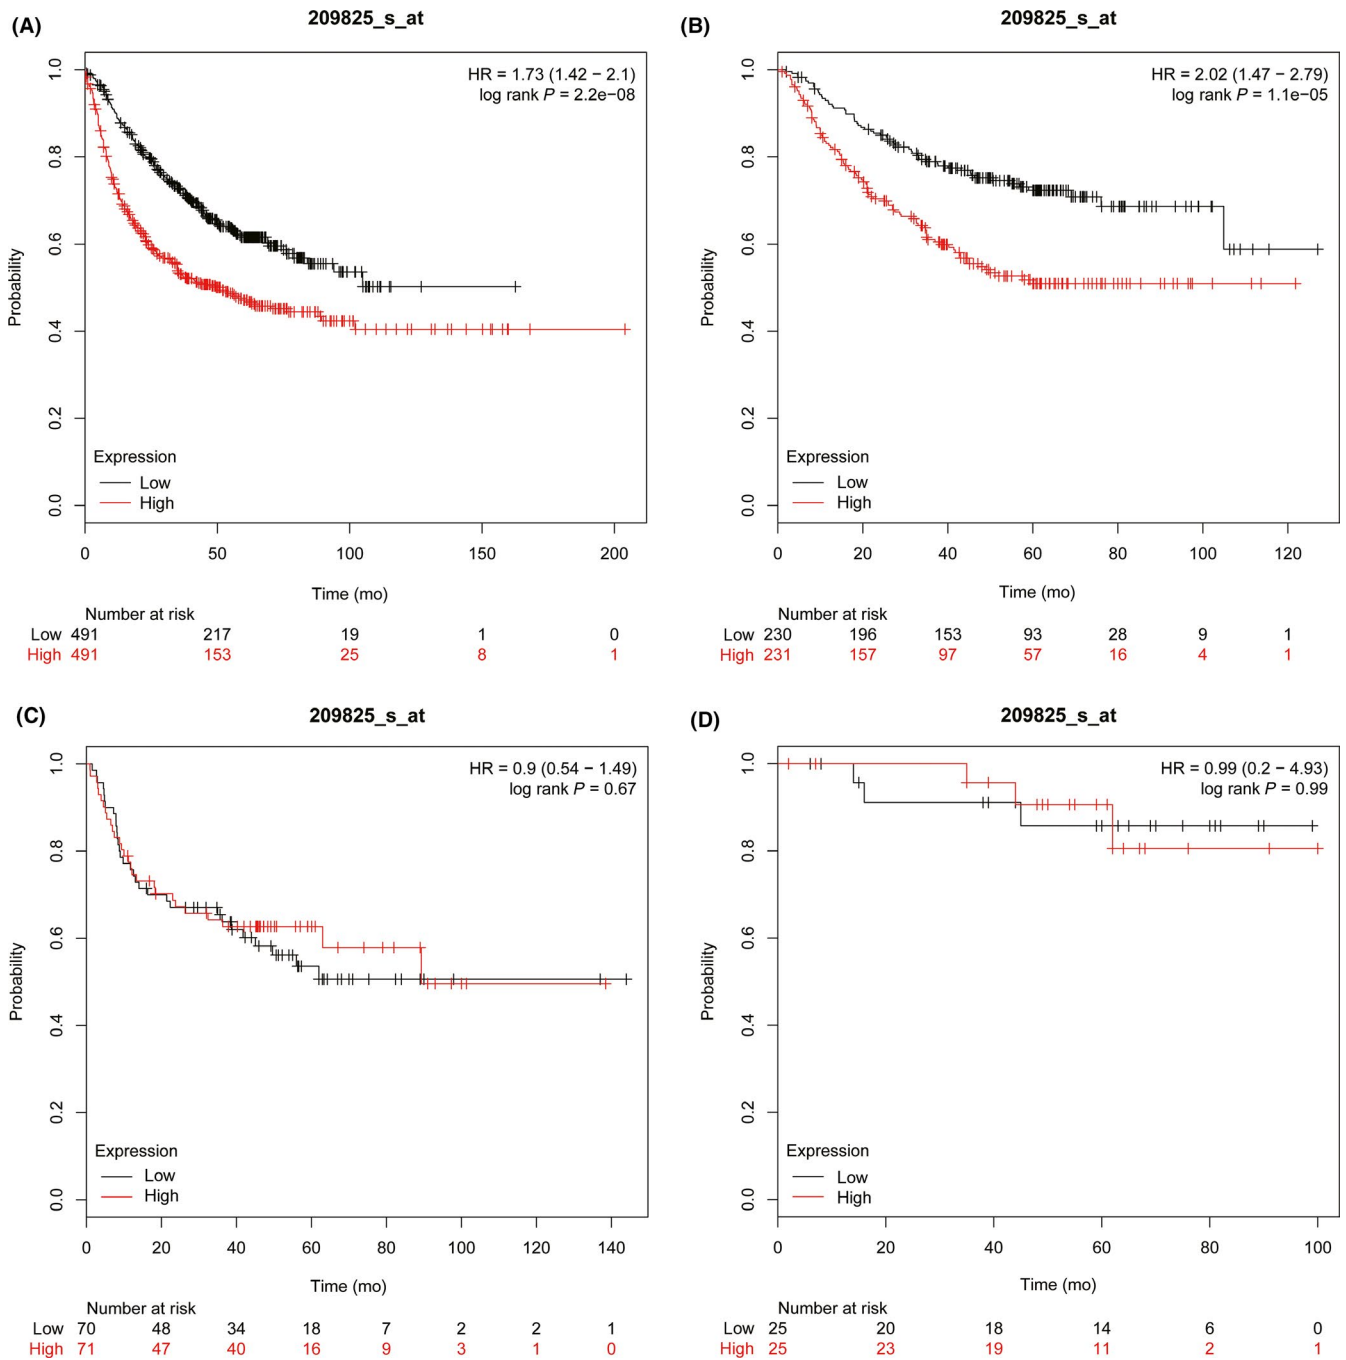 (A)
209825_s_at
HR = 1.73 (1.42 − 2.1)
log rank P = 2.2e−08
Probability
0.0 0.2 0.4 0.6 0.8 1.0
Expression
Low
High
0 50 100 150 200
Time (mo)
Number at risk
Low 491 217 19 1 0
High 491 153 25 8 1
(B)
209825_s_at
HR = 2.02 (1.47 − 2.79)
log rank P = 1.1e−05
Probability
0.0 0.2 0.4 0.6 0.8 1.0
Expression
Low
High
0 20 40 60 80 100 120
Time (mo)
Number at risk
Low 230 196 153 93 28 9 1
High 231 157 97 57 16 4 1
(C)
209825_s_at
HR = 0.9 (0.54 − 1.49)
log rank P = 0.67
Probability
0.0 0.2 0.4 0.6 0.8 1.0
Expression
Low
High
0 20 40 60 80 100 120 140
Time (mo)
Number at risk
Low 70 48 34 18 7 2 2 1
High 71 47 40 16 9 3 1 0
(D)
209825_s_at
HR = 0.99 (0.2 − 4.93)
log rank P = 0.99
Probability
0.0 0.2 0.4 0.6 0.8 1.0
Expression
Low
High
0 20 40 60 80 100
Time (mo)
Number at risk
Low 25 20 18 14 6 0
High 25 23 19 11 2 1